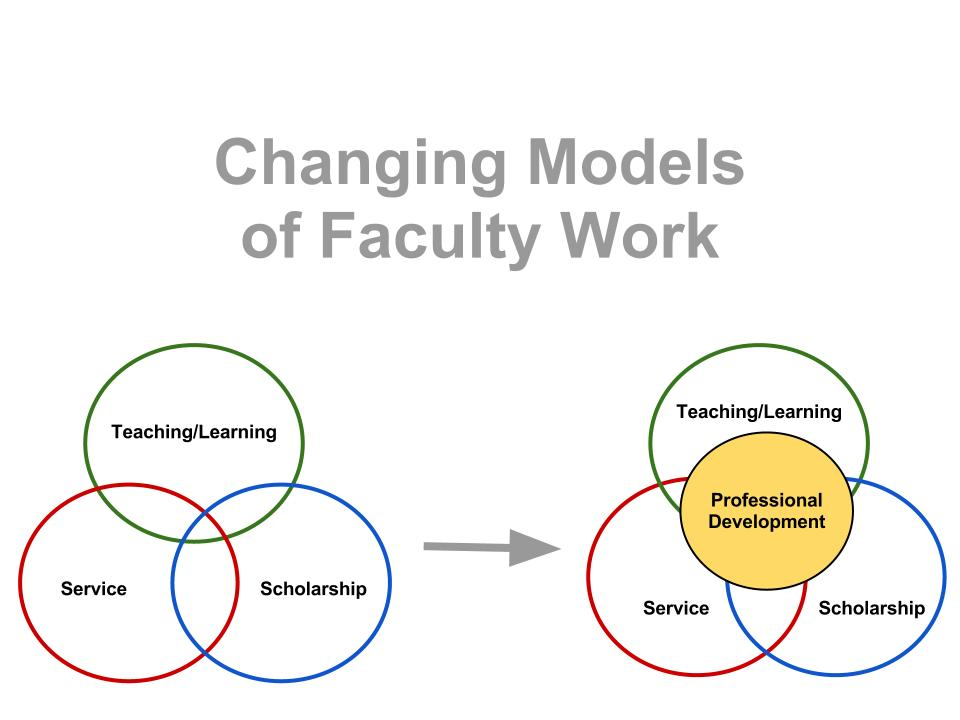 Changing Models
of Faculty Work
Teaching/Learning
Service
Scholarship
Teaching/Learning
Professional
Development
Service
Scholarship